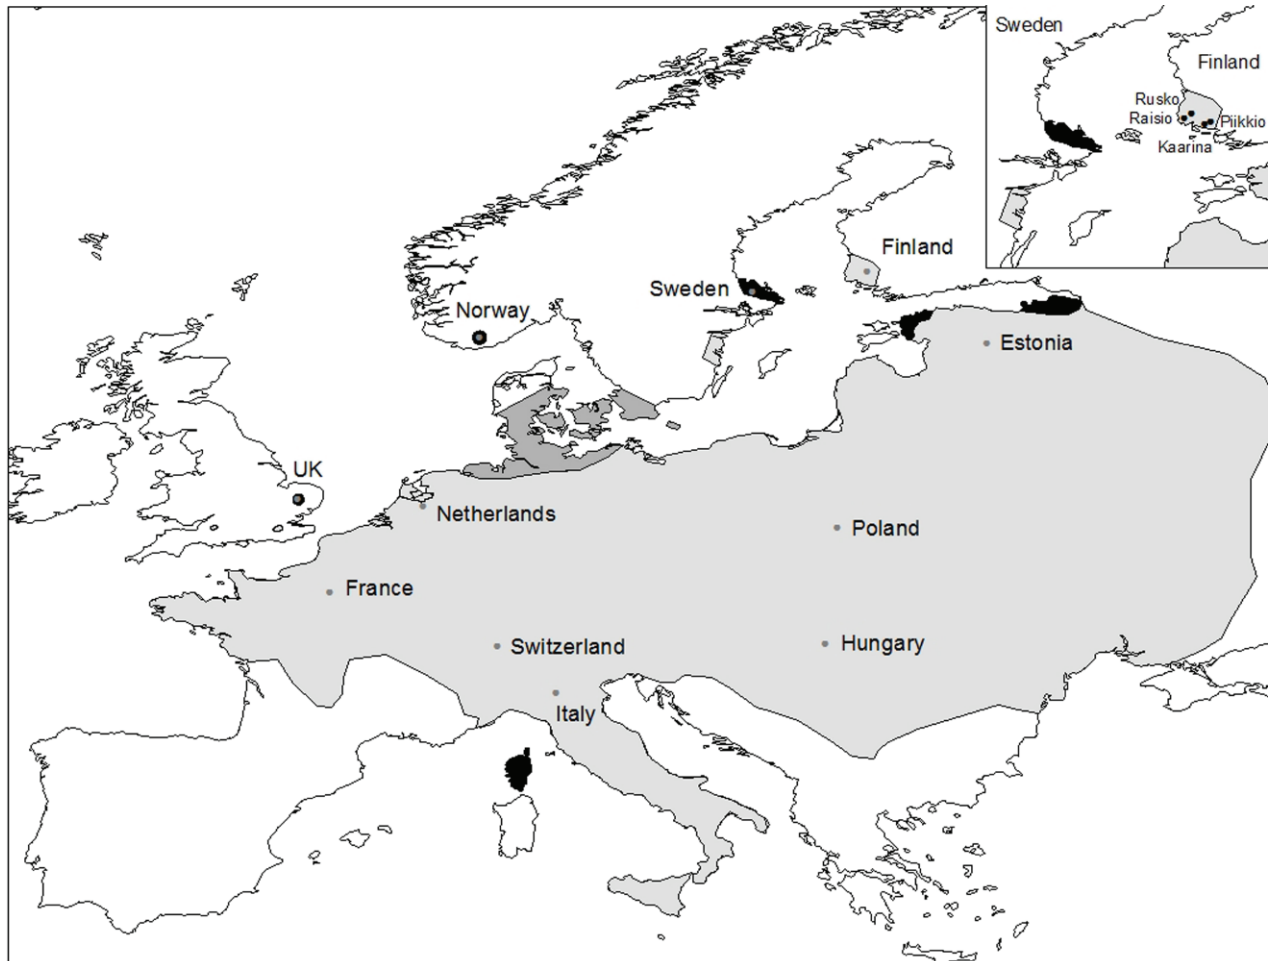 Sweden
Finland
Rusko
Raisio
Piikkio
Kaarina
Finland
Sweden
Norway
Estonia
UK
Netherlands
Poland
France
Switzerland
Hungary
Italy